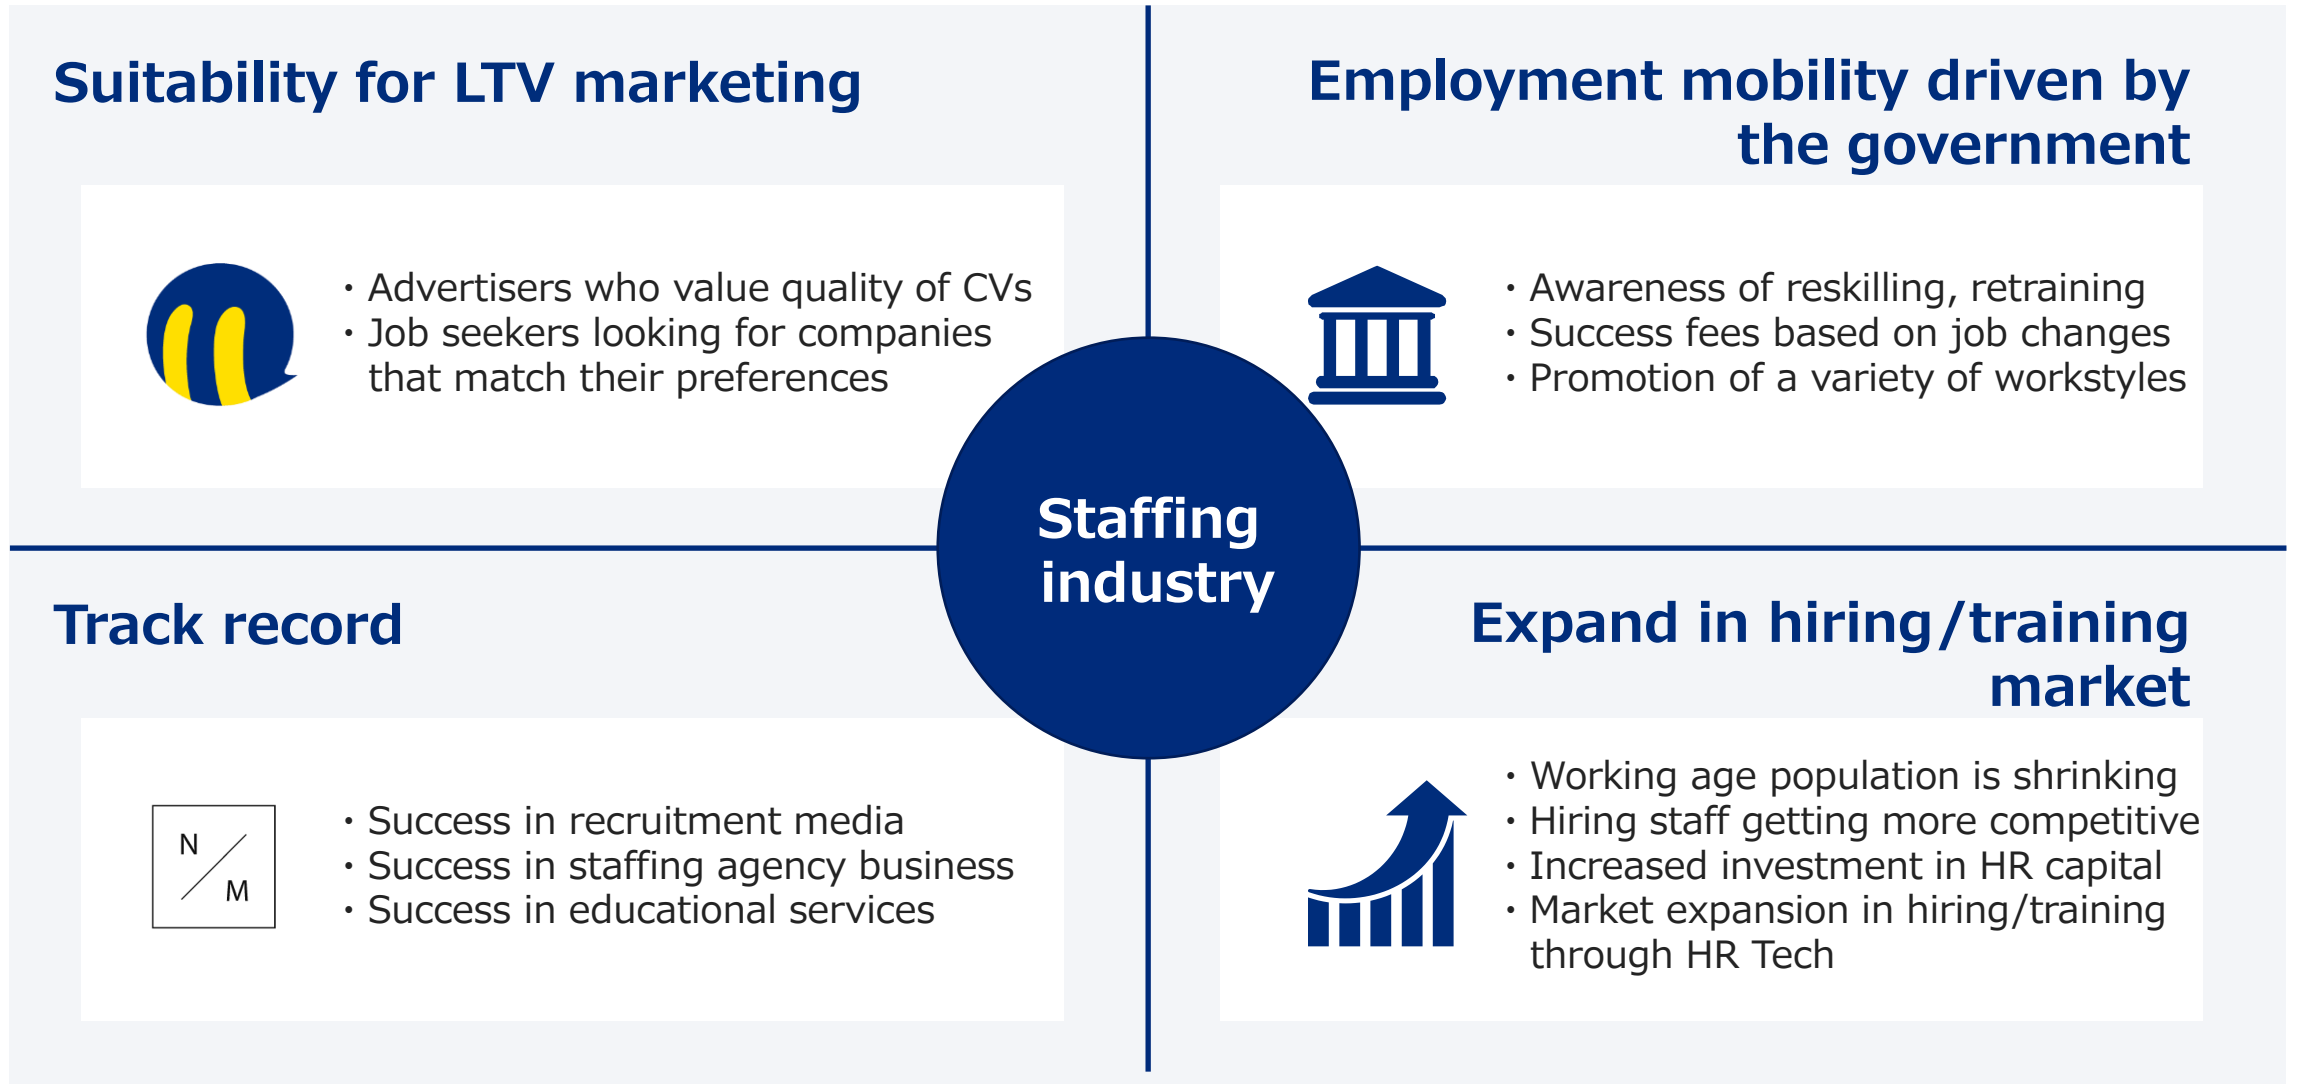 Suitability for LTV marketing
・Advertisers who value quality of CVs
・Job seekers looking for companies
that match their preferences
Employment mobility driven by
the government
・Awareness of reskilling, retraining
・Success fees based on job changes
・Promotion of a variety of workstyles
Staffing
industry
Track record
N
M
・Success in recruitment media
・Success in staffing agency business
・Success in educational services
Expand in hiring/training
market
・Working age population is shrinking
・Hiring staff getting more competitive
・Increased investment in HR capital
・Market expansion in hiring/training
through HR Tech